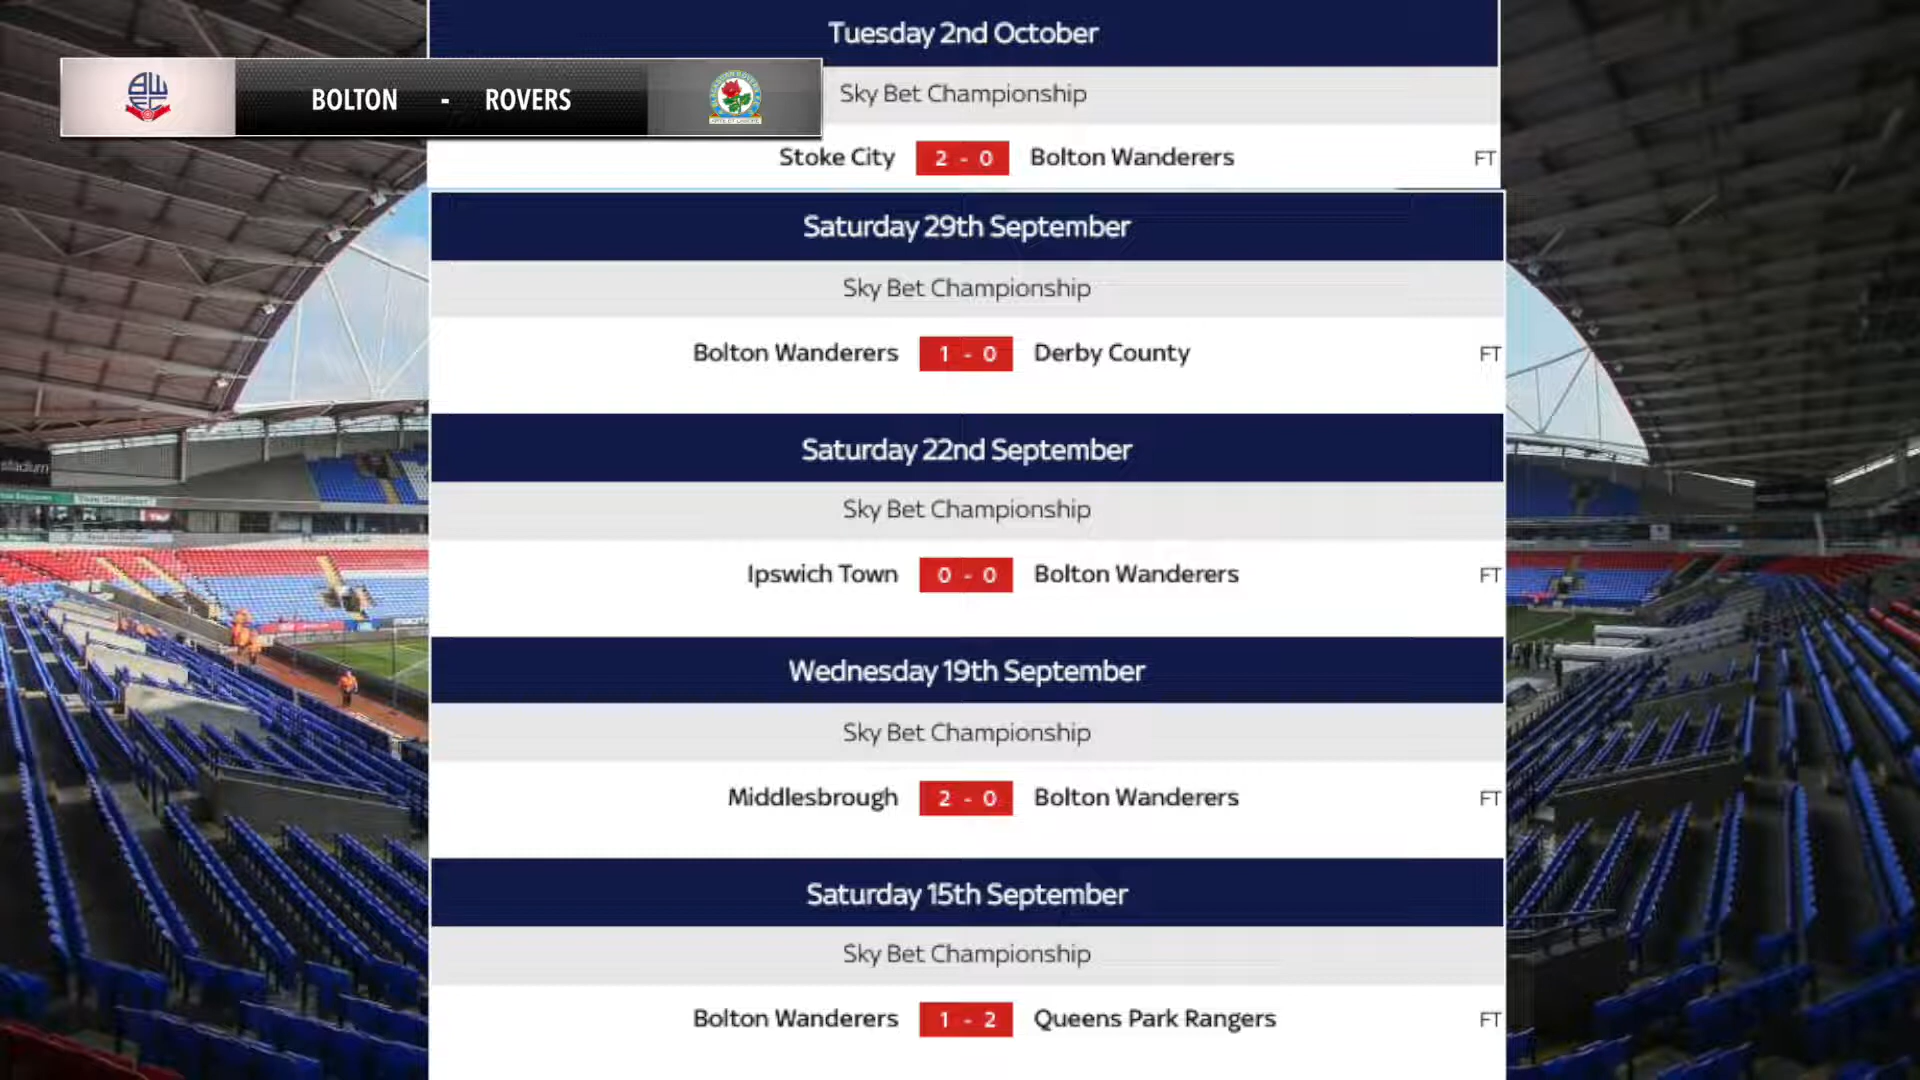 Tuesday 2nd October
BOLTON - ROVERS
Sky Bet Championship
Stoke City 2 - 0 Bolton Wanderers FT
Saturday 29th September
Sky Bet Championship
Bolton Wanderers 1 - 0 Derby County FT
Saturday 22nd September
Sky Bet Championship
Ipswich Town 0 - 0 Bolton Wanderers FT
stadium
Wednesday 19th September
Sky Bet Championship
Middlesbrough 2 - 0 Bolton Wanderers FT
Saturday 15th September
Sky Bet Championship
Bolton Wanderers 1 - 2 Queens Park Rangers FT